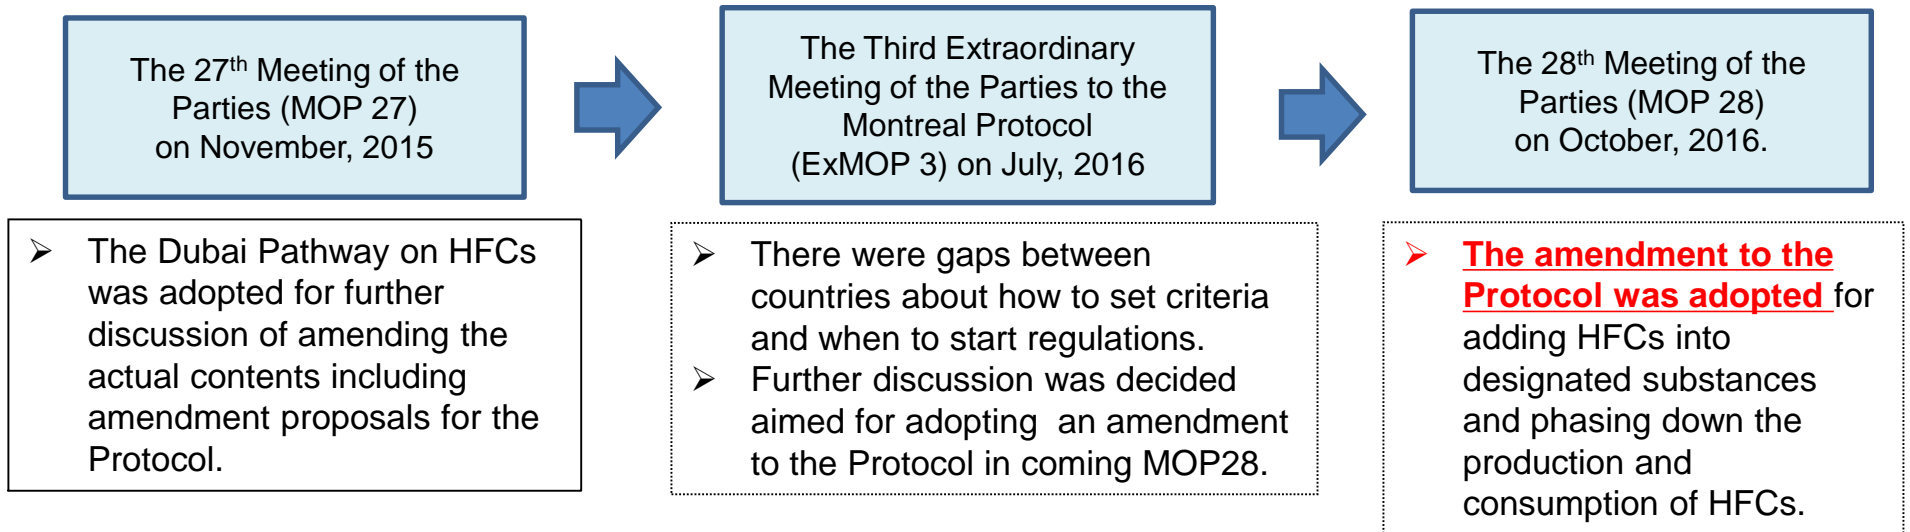 The 27th Meeting of the
Parties (MOP 27)
on November, 2015
The Third Extraordinary
Meeting of the Parties to the
Montreal Protocol
(ExMOP 3) on July, 2016
The 28th Meeting of the
Parties (MOP 28)
on October, 2016.
➢ The Dubai Pathway on HFCs
was adopted for further
discussion of amending the
actual contents including
amendment proposals for the
Protocol.
➢ There were gaps between
countries about how to set criteria
and when to start regulations.
➢ Further discussion was decided
aimed for adopting an amendment
to the Protocol in coming MOP28.
➢ The amendment to the
Protocol was adopted for
adding HFCs into
designated substances
and phasing down the
production and
consumption of HFCs.